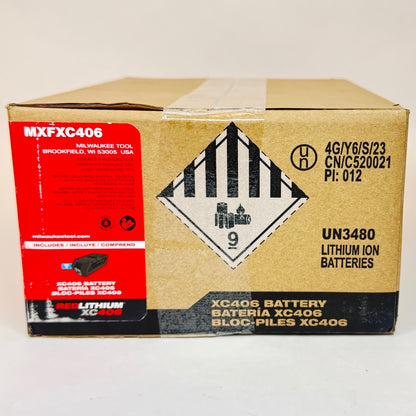 MXFXC406
MILWAUKEE TOOL
BROOKFIELD, WI 53005 USA
milwaukeetool.com
INCLUDES / INCLUYE / COMPREND
XC406 BATTERY
BATERÍA XC406
BLOC-PILES XC406
REDLITHIUM
XC406
9
u
n
4G/Y6/S/23
CN/C520021
PI: 012
UN3480
LITHIUM ION
BATTERIES
XC406 BATTERY
BATERÍA XC406
BLOC-PILES XC406